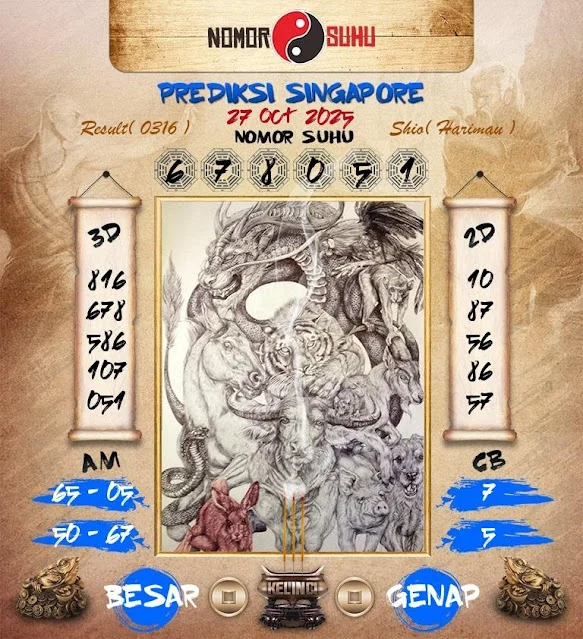 NOMOR SUHU
PREDIKSI SINGAPORE
27 OCT 2025
Result( 0316 )
NOMOR SUHU
Shio( Harimau )
6 7 8 0 5 1
3D
816
678
586
107
051
2D
10
87
56
86
57
AM
65 - 05
50 - 67
CB
7
5
BESAR
KELINCI
GENAP